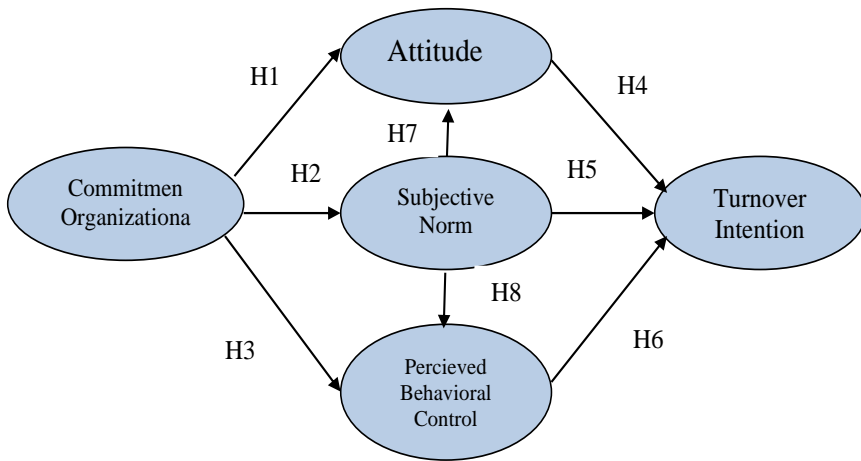 Attitude
H1
H4
H7
H2
H5
Commitmen
Organizationa
Subjective
Norm
Turnover
Intention
H8
H3
H6
Percieved
Behavioral
Control